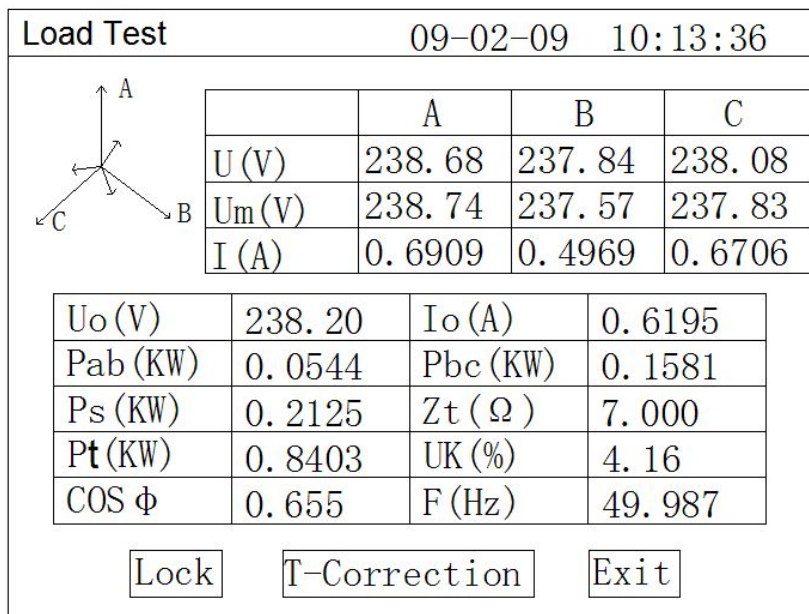 Load Test 09-02-09 10:13:36
A
A B C
U(V) 238.68 237.84 238.08
B Um(V) 238.74 237.57 237.83
C
I(A) 0.6909 0.4969 0.6706
Uo(V) 238.20 Io(A) 0.6195
Pab(KW) 0.0544 Pbc(KW) 0.1581
Ps(KW) 0.2125 Zt(Ω) 7.000
Pt(KW) 0.8403 UK(%) 4.16
COSΦ 0.655 F(Hz) 49.987
Lock T-Correction Exit